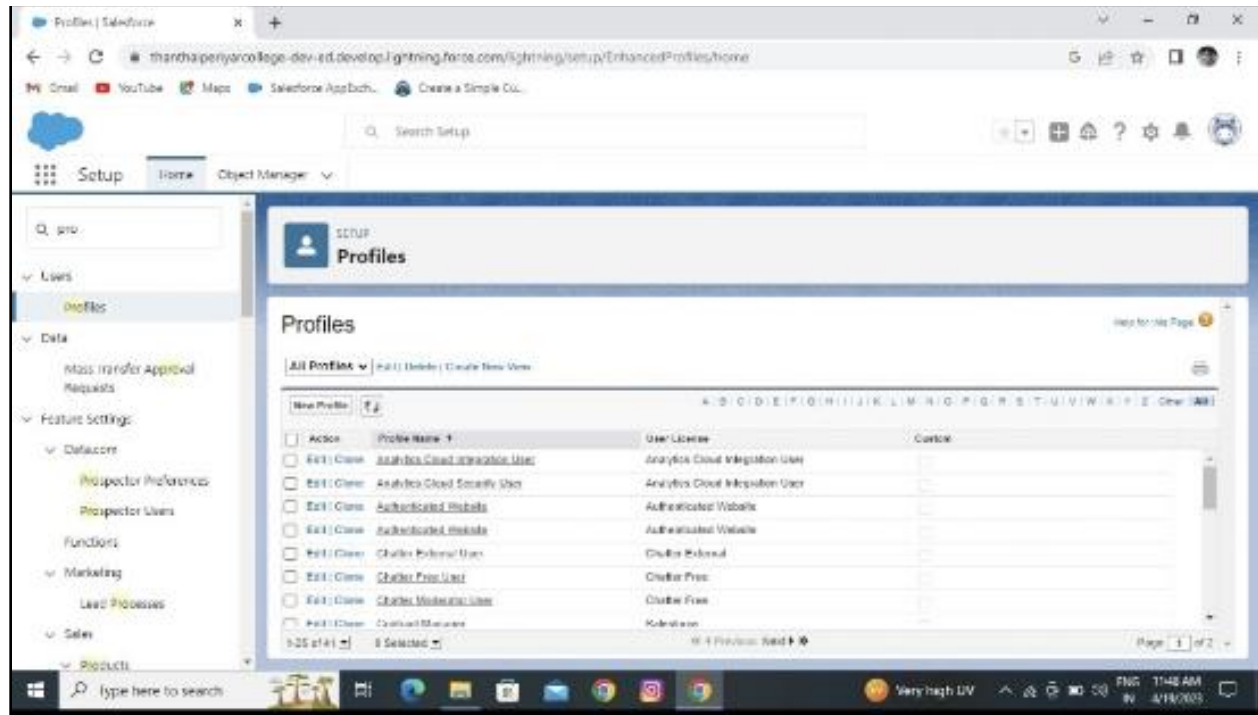 Profiles | Salesforce
thanthaiperiyarcollege-dev-ed.develop.lightning.force.com/lightning/setup/EnhancedProfiles/home
Gmail YouTube Maps Salesforce AppExch... Create a Simple Cu...
Search Setup
Setup Home Object Manager
pro
Users
Profiles
Data
Mass Transfer Approval
Requests
Feature Settings
Data.com
Prospector Preferences
Prospector Users
Functions
Marketing
Lead Processes
Sales
Products
SETUP
Profiles
Profiles
Help for this Page
All Profiles Edit | Delete | Create New View
New Profile
A | B | C | D | E | F | G | H | I | J | K | L | M | N | O | P | Q | R | S | T | U | V | W | X | Y | Z | Other | All
Action Profile Name User License Custom
Edit | Clone Analytics Cloud Integration User Analytics Cloud Integration User
Edit | Clone Analytics Cloud Security User Analytics Cloud Integration User
Edit | Clone Authenticated Website Authenticated Website
Edit | Clone Authenticated Website Authenticated Website
Edit | Clone Chatter External User Chatter External
Edit | Clone Chatter Free User Chatter Free
Edit | Clone Chatter Moderator User Chatter Free
Edit | Clone Contract Manager Salesforce
1-25 of 41 0 Selected Previous Next Page 1 of 2
Type here to search
Very high UV
ENG 11:48 AM
IN 4/19/2023